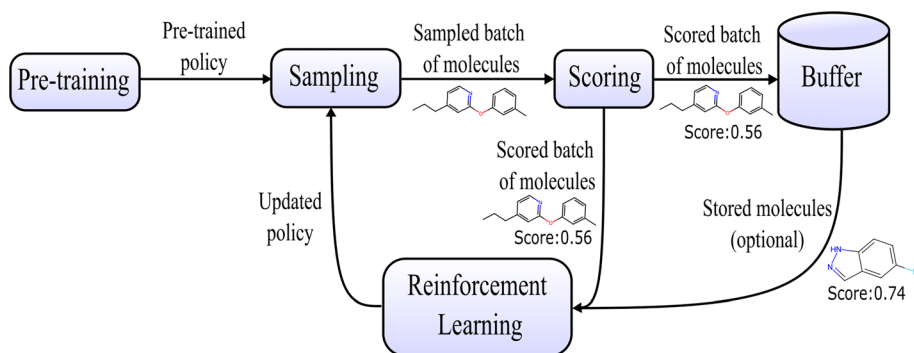 Pre-training
Pre-trained
policy
Sampling
Sampled batch
of molecules
N
O
Scoring
Scored batch
of molecules
N
O
Score:0.56
Buffer
Scored batch
of molecules
N
O
Score:0.56
Updated
policy
Stored molecules
(optional)
HN
N
Score:0.74
Reinforcement
Learning